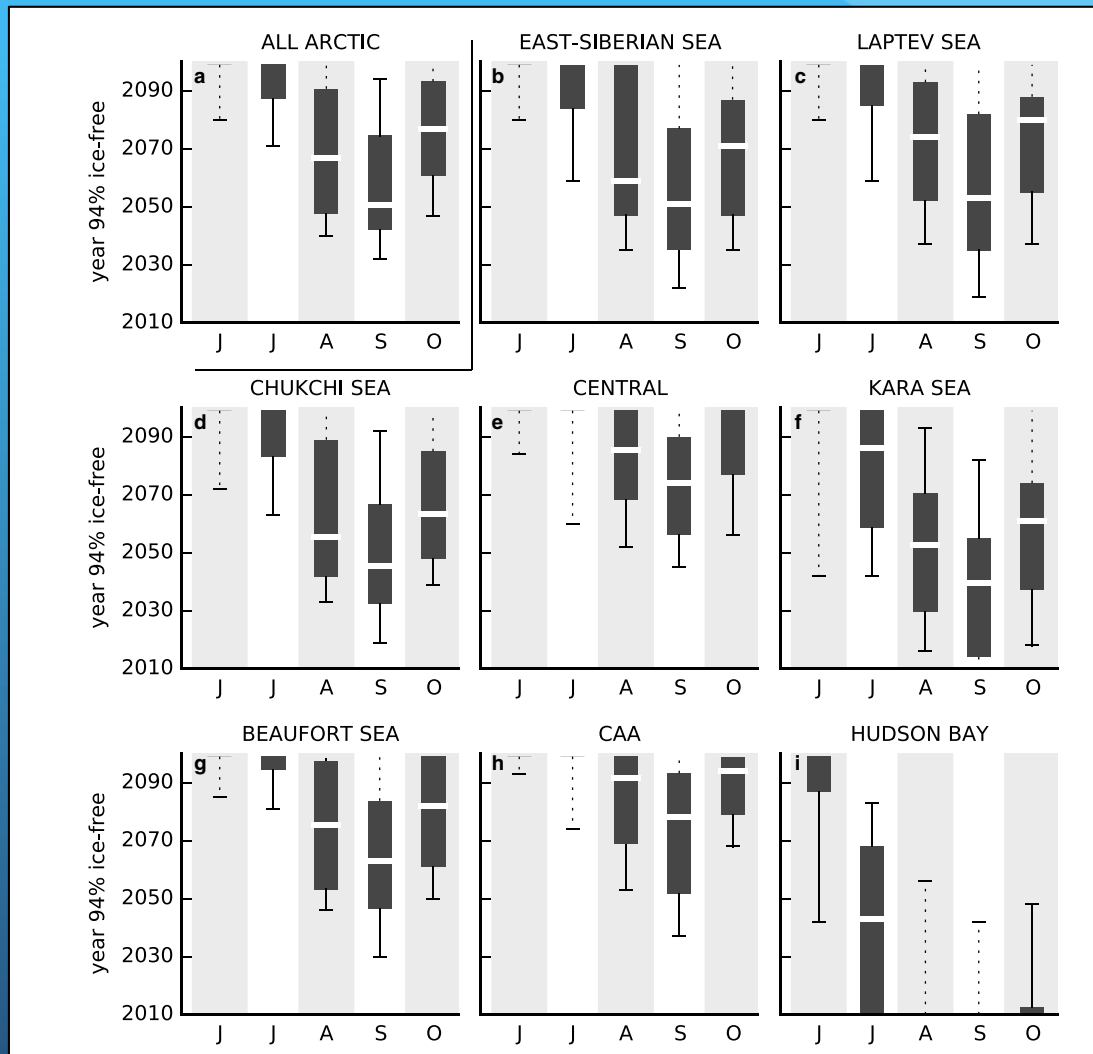 ALL ARCTIC EAST-SIBERIAN SEA LAPTEV SEA
a b c
year 94% ice-free
2090
2070
2050
2030
2010
J J A S O J J A S O J J A S O
CHUKCHI SEA CENTRAL KARA SEA
d e f
year 94% ice-free
2090
2070
2050
2030
2010
J J A S O J J A S O J J A S O
BEAUFORT SEA CAA HUDSON BAY
g h i
year 94% ice-free
2090
2070
2050
2030
2010
J J A S O J J A S O J J A S O